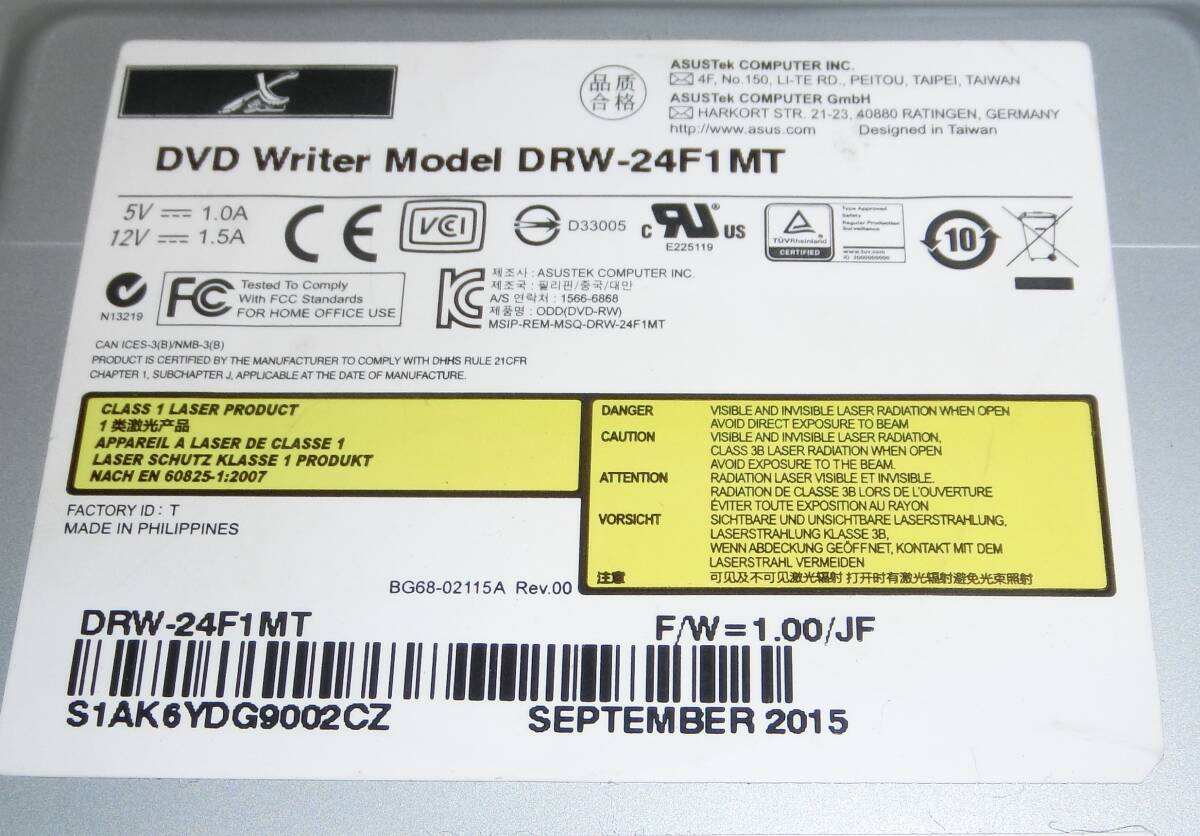 品质
合格
ASUSTek COMPUTER INC.
4F, No.150, LI-TE RD., PEITOU, TAIPEI, TAIWAN
ASUSTek COMPUTER GmbH
HARKORT STR. 21-23, 40880 RATINGEN, GERMANY
http://www.asus.com Designed in Taiwan
DVD Writer Model DRW-24F1MT
5V 1.0A
12V 1.5A
CE
VCI
D33005
c RU ® US
E225119
TÜVRheinland
CERTIFIED
Type Approved
Safety
Regular Production
Surveillance
www.tuv.com
ID 2000000000
10
N13219
FC
Tested To Comply
With FCC Standards
FOR HOME OFFICE USE
제조사 : ASUSTEK COMPUTER INC.
제조국 : 필리핀/중국/대만
A/S 연락처 : 1566-6868
제품명 : ODD(DVD-RW)
MSIP-REM-MSQ-DRW-24F1MT
CAN ICES-3(B)/NMB-3(B)
PRODUCT IS CERTIFIED BY THE MANUFACTURER TO COMPLY WITH DHHS RULE 21CFR
CHAPTER 1, SUBCHAPTER J, APPLICABLE AT THE DATE OF MANUFACTURE.
CLASS 1 LASER PRODUCT
1 类激光产品
APPAREIL A LASER DE CLASSE 1
LASER SCHUTZ KLASSE 1 PRODUKT
NACH EN 60825-1:2007
DANGER VISIBLE AND INVISIBLE LASER RADIATION WHEN OPEN
AVOID DIRECT EXPOSURE TO BEAM
CAUTION VISIBLE AND INVISIBLE LASER RADIATION,
CLASS 3B LASER RADIATION WHEN OPEN
AVOID EXPOSURE TO THE BEAM.
ATTENTION RADIATION LASER VISIBLE ET INVISIBLE.
RADIATION DE CLASSE 3B LORS DE L'OUVERTURE
ÉVITER TOUTE EXPOSITION AU RAYON
VORSICHT SICHTBARE UND UNSICHTBARE LASERSTRAHLUNG,
LASERSTRAHLUNG KLASSE 3B,
WENN ABDECKUNG GEÖFFNET, KONTAKT MIT DEM
LASERSTRAHL VERMEIDEN
注意 可见及不可见激光辐射 打开时有激光辐射避免光束照射
FACTORY ID : T
MADE IN PHILIPPINES
BG68-02115A Rev.00
DRW-24F1MT F/W=1.00/JF
S1AK6YDG9002CZ SEPTEMBER 2015